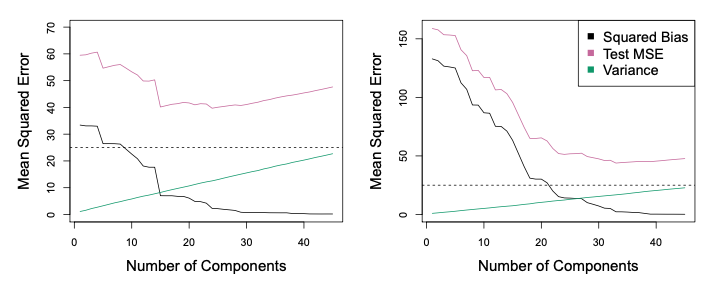 70
60
50
40
30
20
10
0
Mean Squared Error
0 10 20 30 40
Number of Components
150
100
50
0
Mean Squared Error
0 10 20 30 40
Number of Components
Squared Bias
Test MSE
Variance